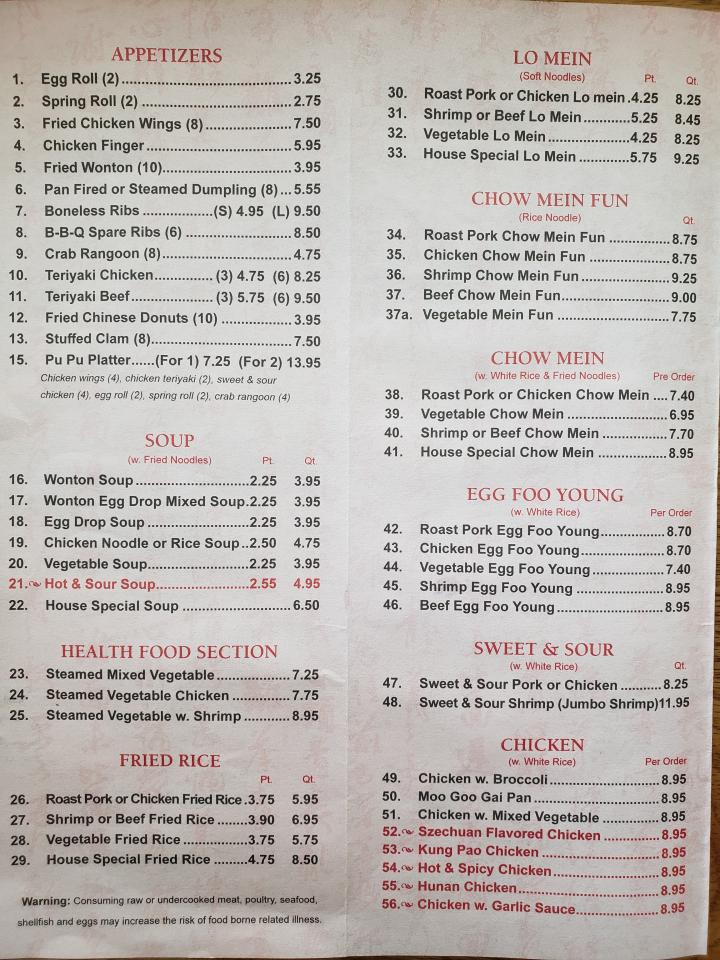 APPETIZERS
1. Egg Roll (2)..........................................3.25
2. Spring Roll (2) .....................................2.75
3. Fried Chicken Wings (8).....................7.50
4. Chicken Finger....................................5.95
5. Fried Wonton (10)................................3.95
6. Pan Fired or Steamed Dumpling (8)...5.55
7. Boneless Ribs .................(S) 4.95 (L) 9.50
8. B-B-Q Spare Ribs (6) ..........................8.50
9. Crab Rangoon (8)................................4.75
10. Teriyaki Chicken..............(3) 4.75 (6) 8.25
11. Teriyaki Beef....................(3) 5.75 (6) 9.50
12. Fried Chinese Donuts (10) .................3.95
13. Stuffed Clam (8)..................................7.50
15. Pu Pu Platter......(For 1) 7.25 (For 2) 13.95
Chicken wings (4), chicken teriyaki (2), sweet & sour
chicken (4), egg roll (2), spring roll (2), crab rangoon (4)
SOUP
(w. Fried Noodles) Pt. Qt.
16. Wonton Soup............................2.25 3.95
17. Wonton Egg Drop Mixed Soup.2.25 3.95
18. Egg Drop Soup.........................2.25 3.95
19. Chicken Noodle or Rice Soup..2.50 4.75
20. Vegetable Soup.........................2.25 3.95
21. Hot & Sour Soup.......................2.55 4.95
22. House Special Soup ..........................6.50
HEALTH FOOD SECTION
23. Steamed Mixed Vegetable..................7.25
24. Steamed Vegetable Chicken ..............7.75
25. Steamed Vegetable w. Shrimp ...........8.95
FRIED RICE
Pt. Qt.
26. Roast Pork or Chicken Fried Rice.3.75 5.95
27. Shrimp or Beef Fried Rice ........3.90 6.95
28. Vegetable Fried Rice ................3.75 5.75
29. House Special Fried Rice ........4.75 8.50
Warning: Consuming raw or undercooked meat, poultry, seafood,
shellfish and eggs may increase the risk of food borne related illness.
LO MEIN
(Soft Noodles) Pt. Qt.
30. Roast Pork or Chicken Lo mein.4.25 8.25
31. Shrimp or Beef Lo Mein...........5.25 8.45
32. Vegetable Lo Mein....................4.25 8.25
33. House Special Lo Mein............5.75 9.25
CHOW MEIN FUN
(Rice Noodle) Qt.
34. Roast Pork Chow Mein Fun ..............8.75
35. Chicken Chow Mein Fun ...................8.75
36. Shrimp Chow Mein Fun.....................9.25
37. Beef Chow Mein Fun.........................9.00
37a. Vegetable Mein Fun ..........................7.75
CHOW MEIN
(w. White Rice & Fried Noodles) Pre Order
38. Roast Pork or Chicken Chow Mein ....7.40
39. Vegetable Chow Mein .......................6.95
40. Shrimp or Beef Chow Mein ...............7.70
41. House Special Chow Mein ................8.95
EGG FOO YOUNG
(w. White Rice) Per Order
42. Roast Pork Egg Foo Young...............8.70
43. Chicken Egg Foo Young...................8.70
44. Vegetable Egg Foo Young................7.40
45. Shrimp Egg Foo Young ....................8.95
46. Beef Egg Foo Young.........................8.95
SWEET & SOUR
(w. White Rice) Qt.
47. Sweet & Sour Pork or Chicken ..........8.25
48. Sweet & Sour Shrimp (Jumbo Shrimp)11.95
CHICKEN
(w. White Rice) Per Order
49. Chicken w. Broccoli...........................8.95
50. Moo Goo Gai Pan..............................8.95
51. Chicken w. Mixed Vegetable .............8.95
52. Szechuan Flavored Chicken .............8.95
53. Kung Pao Chicken ............................8.95
54. Hot & Spicy Chicken.........................8.95
55. Hunan Chicken..................................8.95
56. Chicken w. Garlic Sauce...................8.95